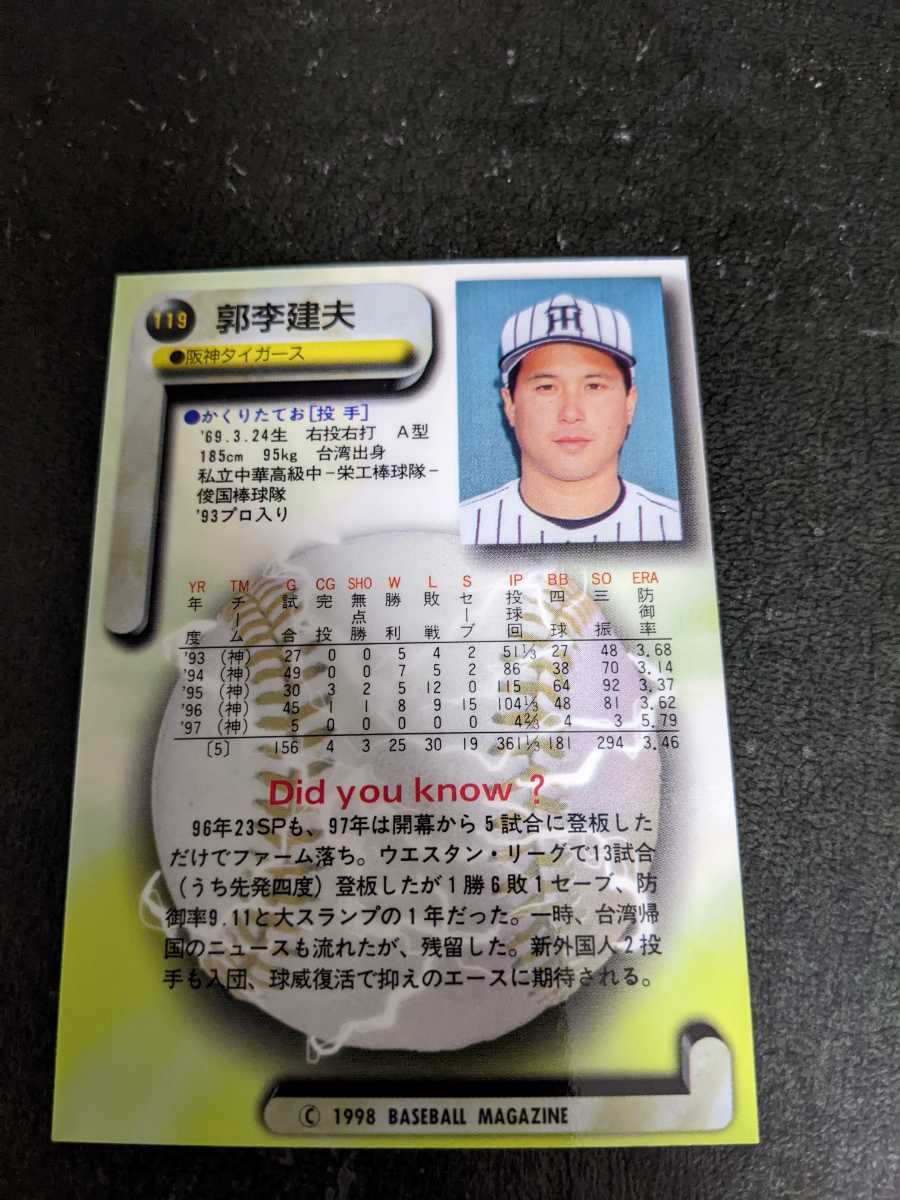 119 郭李建夫
●阪神タイガース
●かくりたてお[投 手]
'69.3.24生 右投右打 A型
185cm 95kg 台湾出身
私立中華高級中−栄工棒球隊−
俊国棒球隊
'93プロ入り
YR TM G CG SHO W L S IP BB SO ERA
年度 チーム 試合 完投 無点勝 勝利 敗戦 セーブ 投球回 四球 三振 防御率
'93 (神) 27 0 0 5 4 2 51⅓ 27 48 3.68
'94 (神) 49 0 0 7 5 2 86 38 70 3.14
'95 (神) 30 3 2 5 12 0 115 64 92 3.37
'96 (神) 45 1 1 8 9 15 104⅓ 48 81 3.62
'97 (神) 5 0 0 0 0 0 4⅔ 4 3 5.79
〔5〕 156 4 3 25 30 19 361⅓ 181 294 3.46
Did you know ?
96年23SPも、97年は開幕から5試合に登板した
だけでファーム落ち。ウエスタン・リーグで13試合
（うち先発四度）登板したが1勝6敗1セーブ、防
御率9.11と大スランプの1年だった。一時、台湾帰
国のニュースも流れたが、残留した。新外国人2投
手も入団、球威復活で抑えのエースに期待される。
© 1998 BASEBALL MAGAZINE